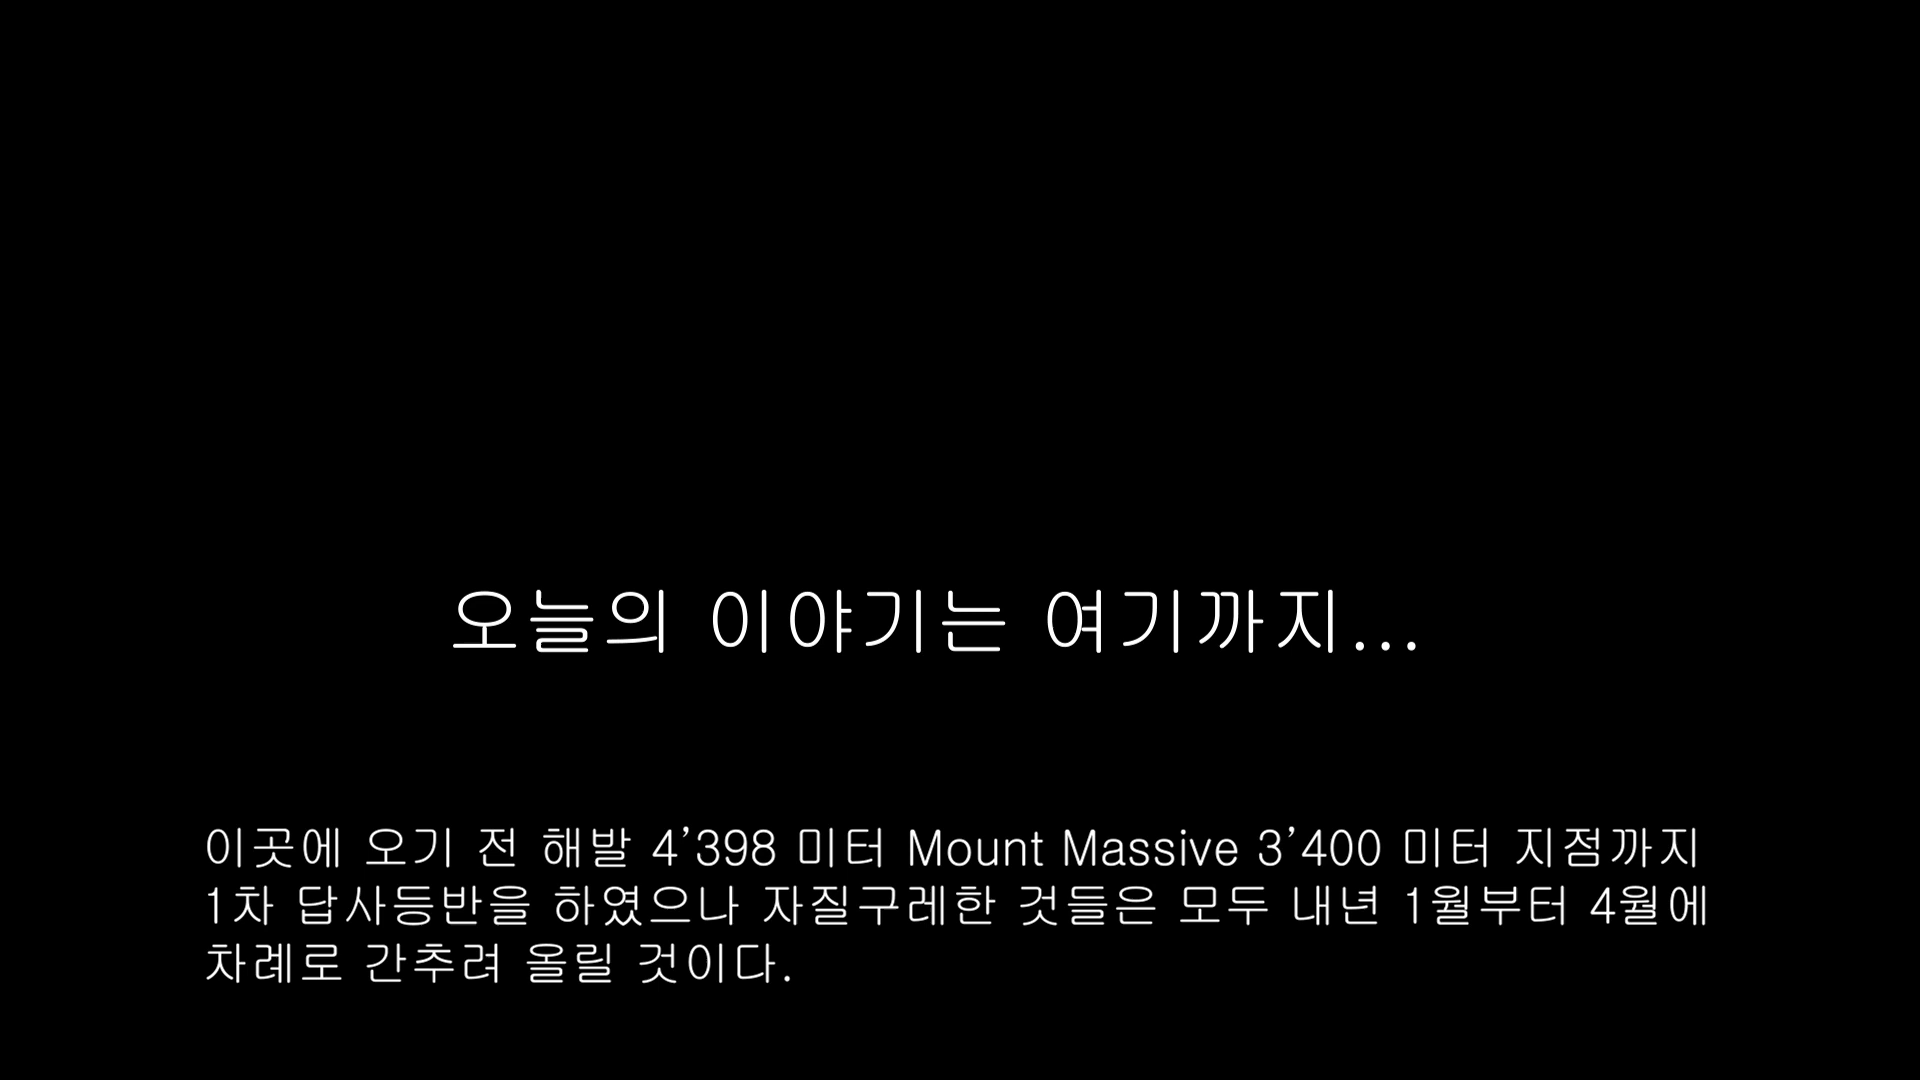 오늘의 이야기는 여기까지...
이곳에 오기 전 해발 4’398 미터 Mount Massive 3’400 미터 지점까지
1차 답사등반을 하였으나 자질구레한 것들은 모두 내년 1월부터 4월에
차례로 간추려 올릴 것이다.